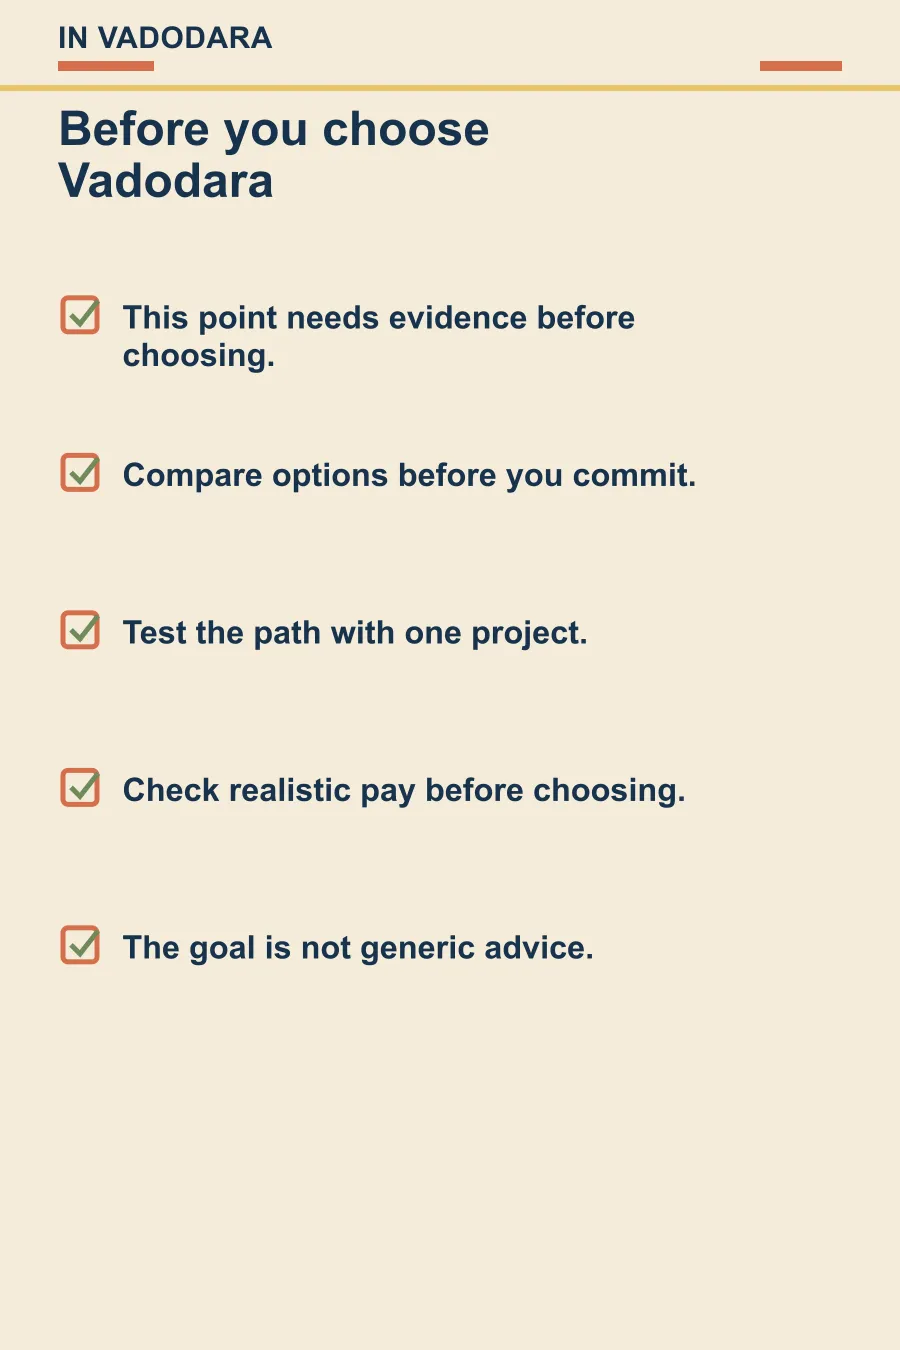 IN VADODARA
Before you choose
Vadodara
This point needs evidence before
choosing.
Compare options before you commit.
Test the path with one project.
Check realistic pay before choosing.
The goal is not generic advice.